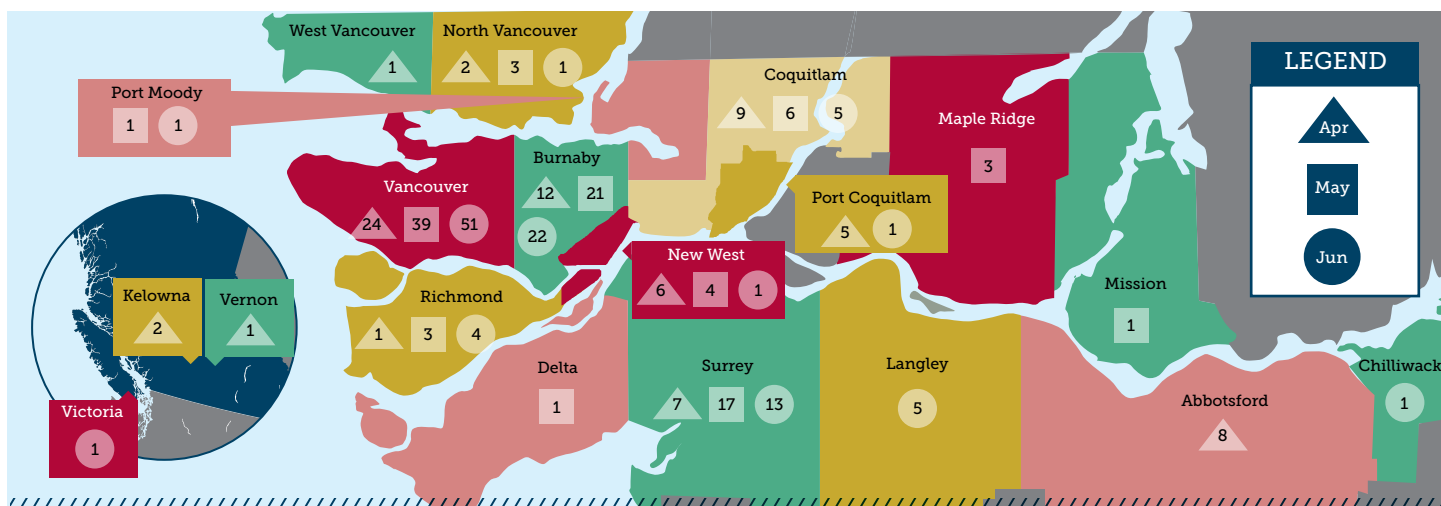 West Vancouver
1
North Vancouver
2 3 1
Port Moody
1 1
Coquitlam
9 6 5
Maple Ridge
3
LEGEND
Apr
May
Jun
Vancouver
24 39 51
Burnaby
12 21
22
Port Coquitlam
5 1
New West
6 4 1
Richmond
1 3 4
Mission
1
Kelowna
2
Vernon
1
Victoria
1
Delta
1
Surrey
7 17 13
Langley
5
Abbotsford
8
Chilliwack
1